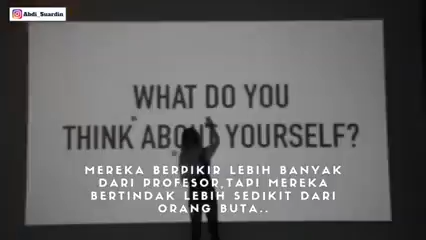 Abdi_Suardin
WHAT DO YOU
THINK ABOUT YOURSELF?
MEREKA BERPIKIR LEBIH BANYAK
DARI PROFESOR,TAPI MEREKA
BERTINDAK LEBIH SEDIKIT DARI
ORANG BUTA..